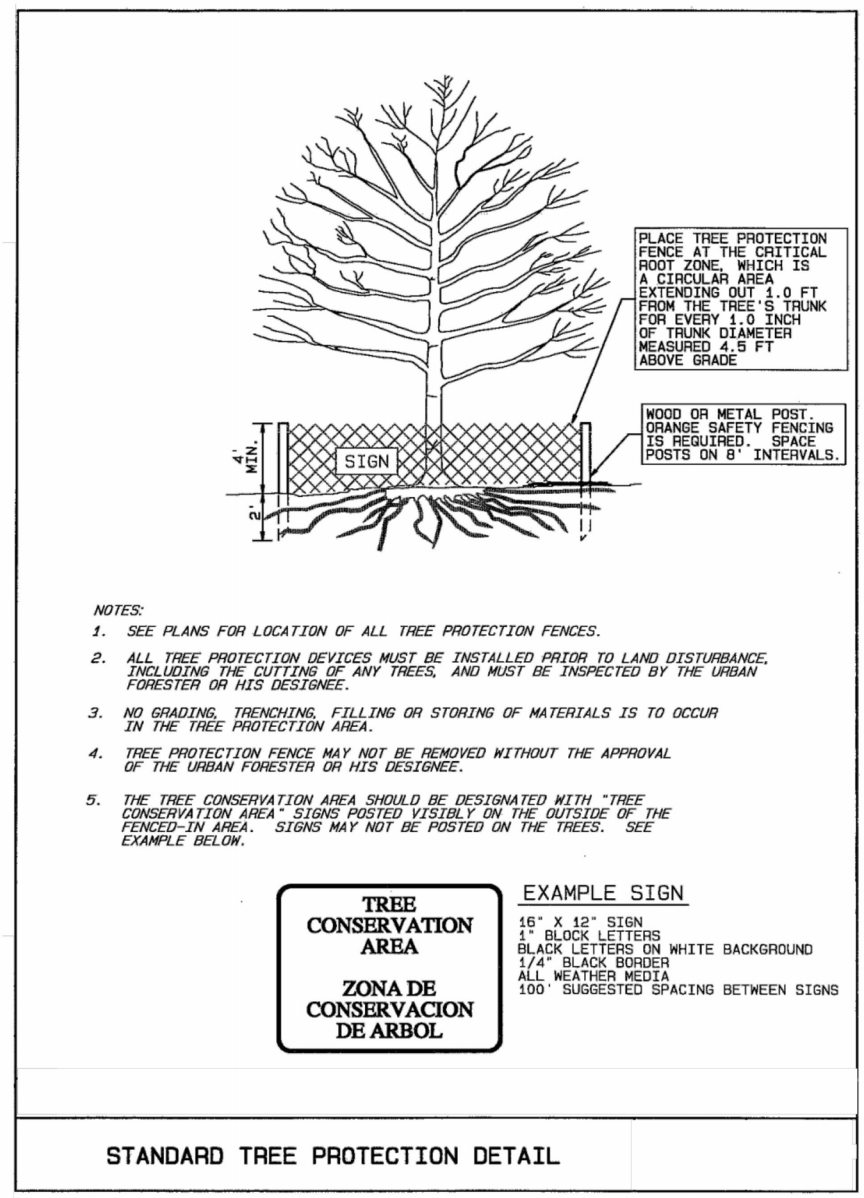 PLACE TREE PROTECTION
FENCE AT THE CRITICAL
ROOT ZONE, WHICH IS
A CIRCULAR AREA
EXTENDING OUT 1.0 FT
FROM THE TREE'S TRUNK
FOR EVERY 1.0 INCH
OF TRUNK DIAMETER
MEASURED 4.5 FT
ABOVE GRADE
WOOD OR METAL POST.
ORANGE SAFETY FENCING
IS REQUIRED. SPACE
POSTS ON 8' INTERVALS.
4'
MIN.
SIGN
2'
NOTES:
1. SEE PLANS FOR LOCATION OF ALL TREE PROTECTION FENCES.
2. ALL TREE PROTECTION DEVICES MUST BE INSTALLED PRIOR TO LAND DISTURBANCE,
INCLUDING THE CUTTING OF ANY TREES, AND MUST BE INSPECTED BY THE URBAN
FORESTER OR HIS DESIGNEE.
3. NO GRADING, TRENCHING, FILLING OR STORING OF MATERIALS IS TO OCCUR
IN THE TREE PROTECTION AREA.
4. TREE PROTECTION FENCE MAY NOT BE REMOVED WITHOUT THE APPROVAL
OF THE URBAN FORESTER OR HIS DESIGNEE.
5. THE TREE CONSERVATION AREA SHOULD BE DESIGNATED WITH "TREE
CONSERVATION AREA" SIGNS POSTED VISIBLY ON THE OUTSIDE OF THE
FENCED-IN AREA. SIGNS MAY NOT BE POSTED ON THE TREES. SEE
EXAMPLE BELOW.
TREE
CONSERVATION
AREA
ZONA DE
CONSERVACION
DE ARBOL
EXAMPLE SIGN
16" X 12" SIGN
1" BLOCK LETTERS
BLACK LETTERS ON WHITE BACKGROUND
1/4" BLACK BORDER
ALL WEATHER MEDIA
100' SUGGESTED SPACING BETWEEN SIGNS
STANDARD TREE PROTECTION DETAIL